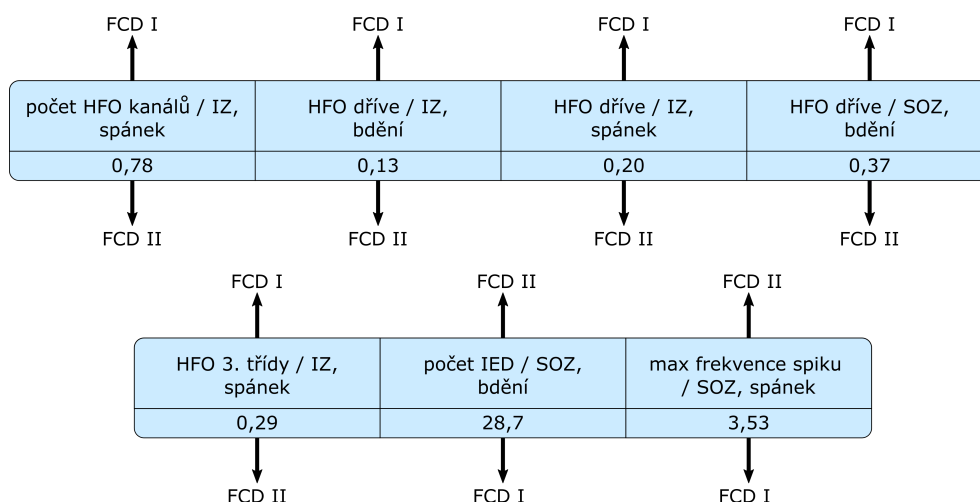 FCD I FCD I FCD I FCD I
počet HFO kanálů / IZ, HFO dříve / IZ, HFO dříve / IZ, HFO dříve / SOZ,
spánek bdění spánek bdění
0,78 0,13 0,20 0,37
FCD II FCD II FCD II FCD II
FCD I FCD II FCD II
HFO 3. třídy / IZ, počet IED / SOZ, max frekvence spiku
spánek bdění / SOZ, spánek
0,29 28,7 3,53
FCD II FCD I FCD I